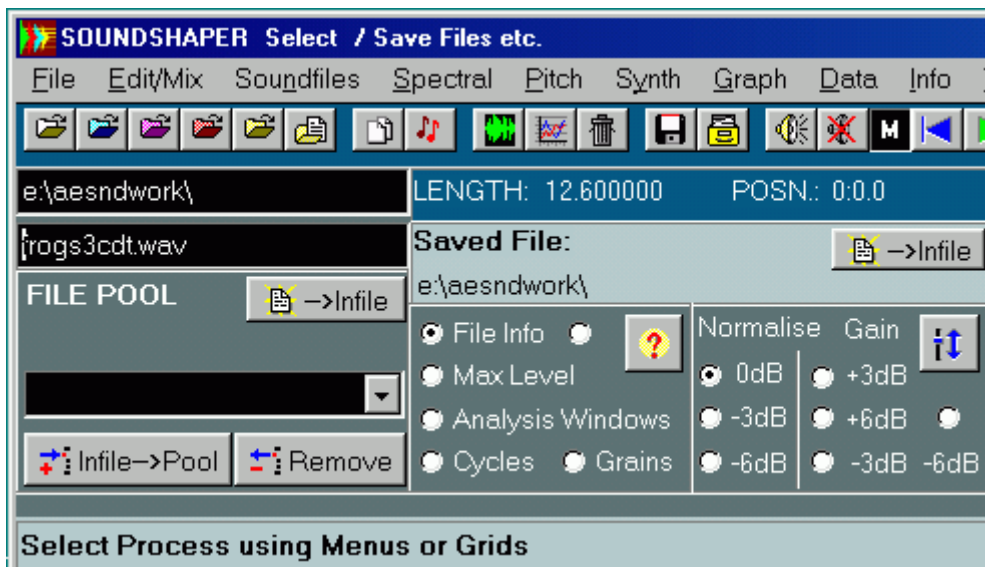 SOUNDSHAPER Select / Save Files etc.
File Edit/Mix Soundfiles Spectral Pitch Synth Graph Data Info
M
e:\aesndwork\
LENGTH: 12.600000 POSN.: 0:0.0
frogs3cdt.wav
Saved File:
–>Infile
e:\aesndwork\
FILE POOL
–>Infile
File Info
?
Max Level
Analysis Windows
Cycles Grains
Normalise Gain
0dB +3dB
-3dB +6dB
-6dB -3dB -6dB
Infile–>Pool Remove
Select Process using Menus or Grids